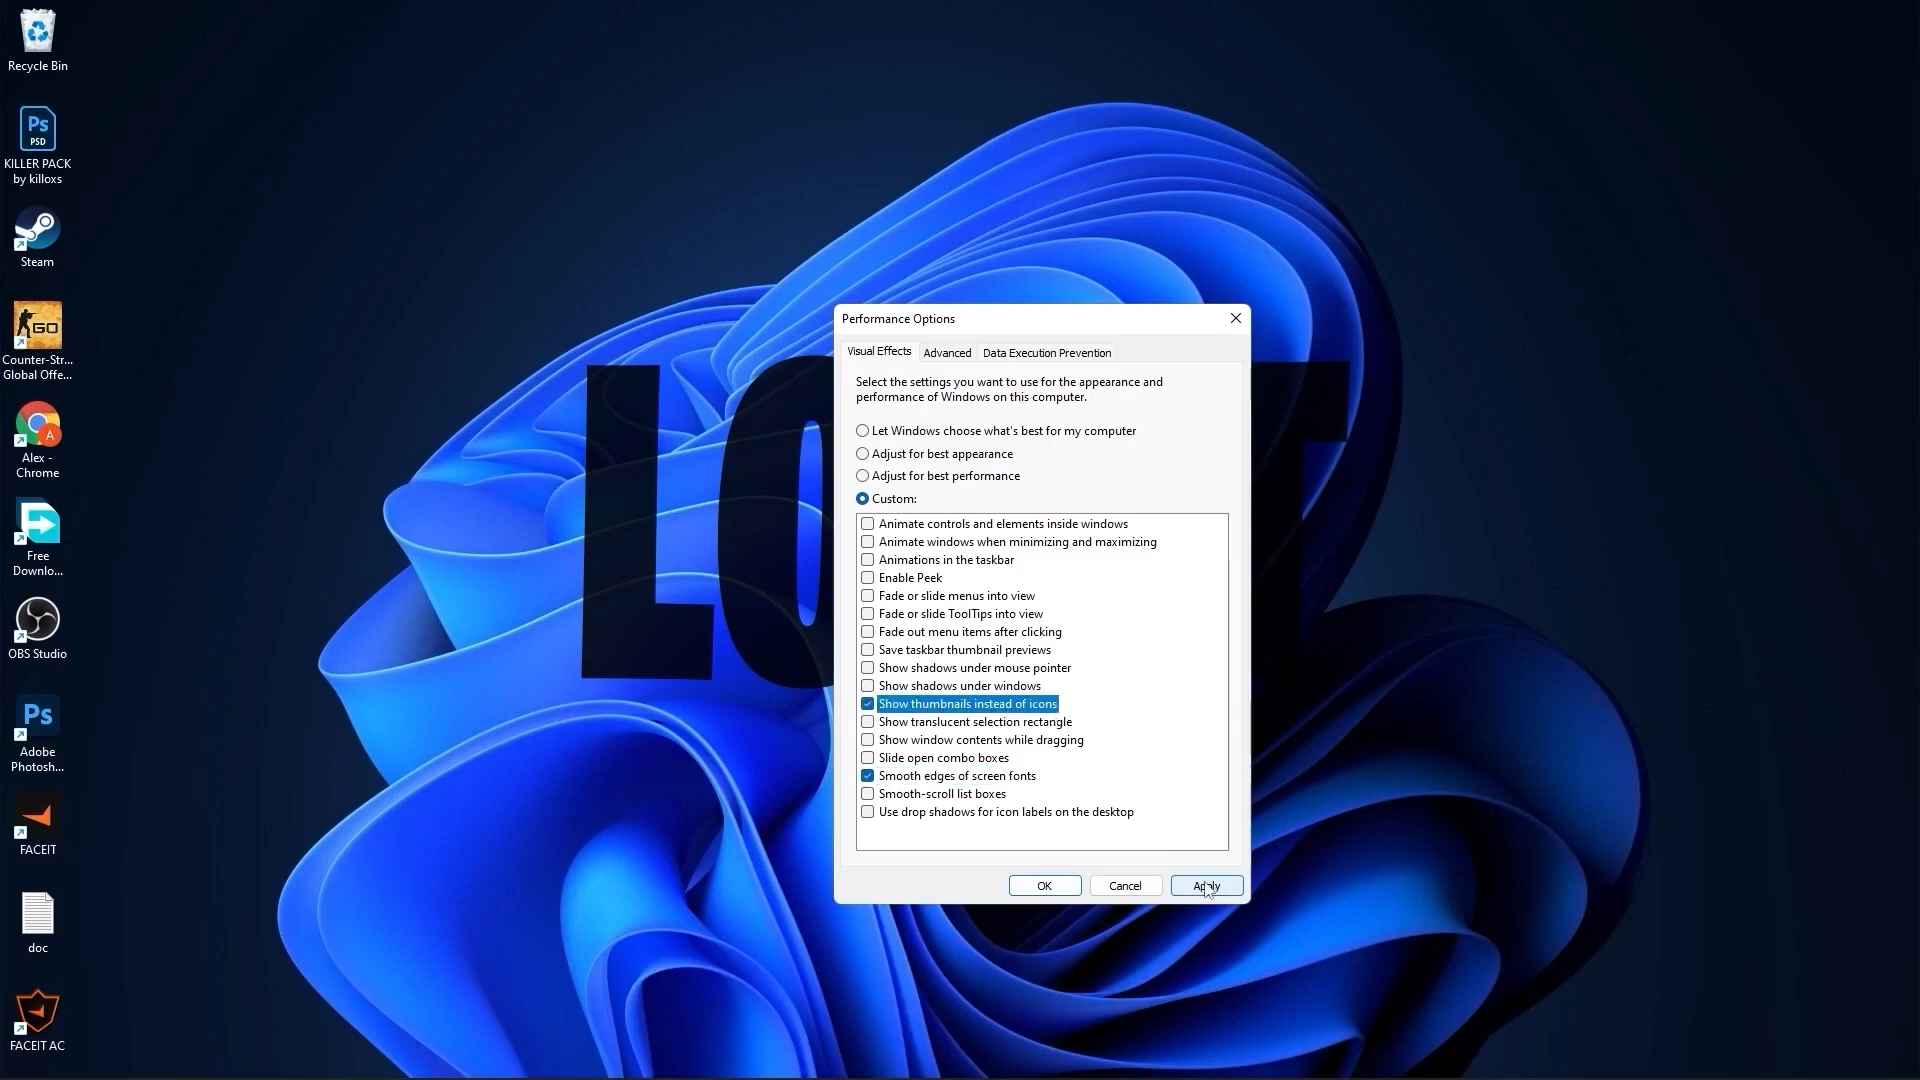 Recycle Bin
Ps
PSD
KILLER PACK
by killoxs
Steam
GO
Counter-Str...
Global Offe...
A
Alex -
Chrome
Free
Downlo...
OBS Studio
Ps
Adobe
Photosh...
FACEIT
doc
FACEIT AC
LO
T
Performance Options
Visual Effects
Advanced
Data Execution Prevention
Select the settings you want to use for the appearance and
performance of Windows on this computer.
Let Windows choose what's best for my computer
Adjust for best appearance
Adjust for best performance
Custom:
Animate controls and elements inside windows
Animate windows when minimizing and maximizing
Animations in the taskbar
Enable Peek
Fade or slide menus into view
Fade or slide ToolTips into view
Fade out menu items after clicking
Save taskbar thumbnail previews
Show shadows under mouse pointer
Show shadows under windows
Show thumbnails instead of icons
Show translucent selection rectangle
Show window contents while dragging
Slide open combo boxes
Smooth edges of screen fonts
Smooth-scroll list boxes
Use drop shadows for icon labels on the desktop
OK
Cancel
Apply